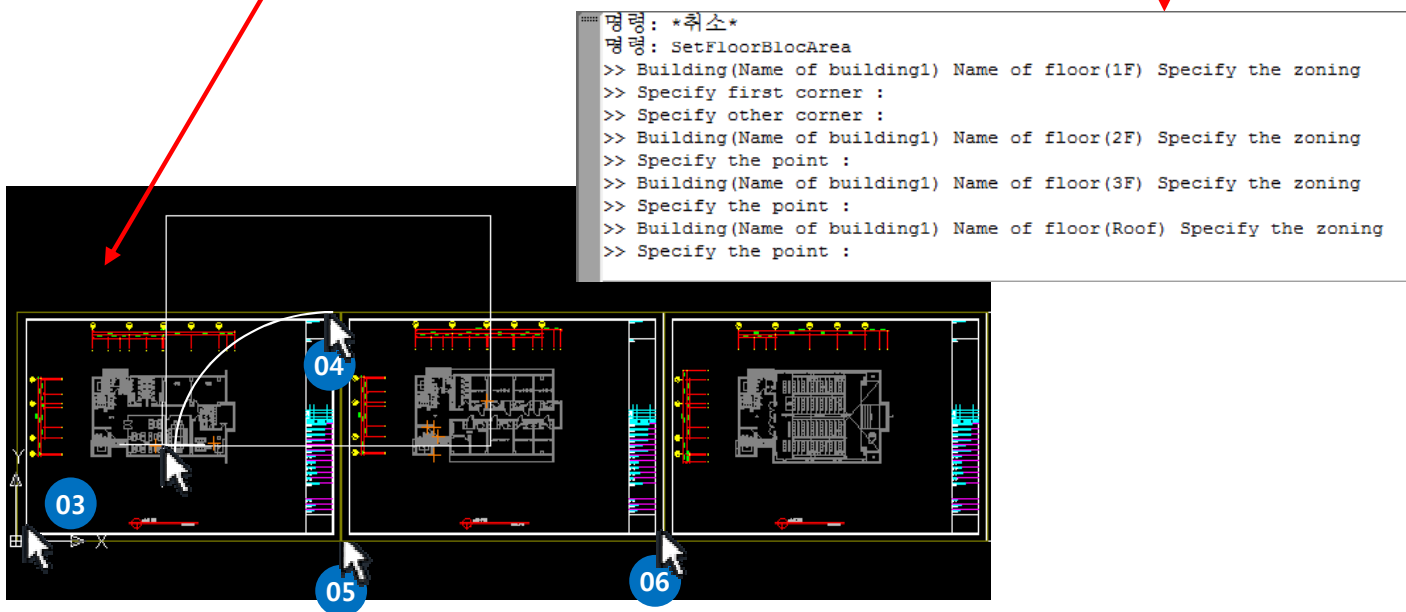 명령: *취소*
명령: SetFloorBlocArea
>> Building(Name of building1) Name of floor(1F) Specify the zoning
>> Specify first corner :
>> Specify other corner :
>> Building(Name of building1) Name of floor(2F) Specify the zoning
>> Specify the point :
>> Building(Name of building1) Name of floor(3F) Specify the zoning
>> Specify the point :
>> Building(Name of building1) Name of floor(Roof) Specify the zoning
>> Specify the point :
04
Y
03
X
05
06